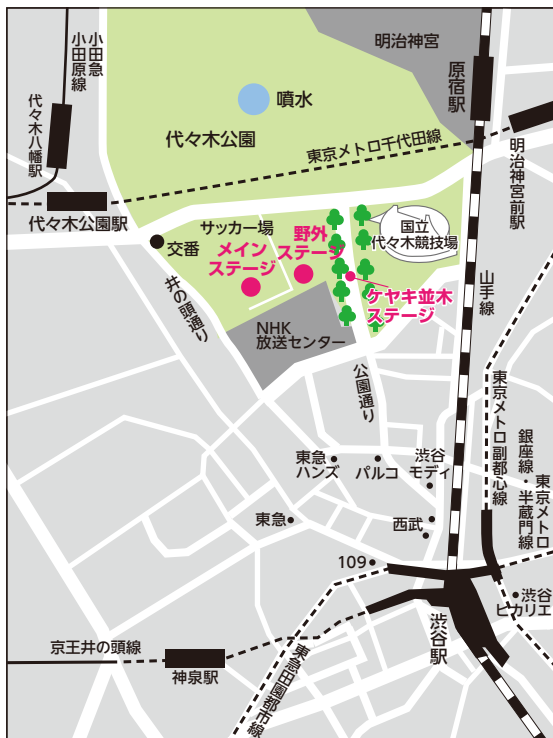 小田急
小田原線
代々木八幡駅
明治神宮
原宿駅
噴水
代々木公園
東京メトロ千代田線
明治神宮前駅
代々木公園駅
交番
サッカー場
メイン
ステージ
野外
ステージ
国立
代々木競技場
ケヤキ並木
ステージ
井の頭通り
NHK
放送センター
公園通り
山手線
東京メトロ副都心線
東京メトロ
銀座線・半蔵門線
東急
ハンズ
パルコ
渋谷
モディ
東急
西武
109
渋谷
ヒカリエ
渋谷駅
京王井の頭線
神泉駅
東急田園都市線